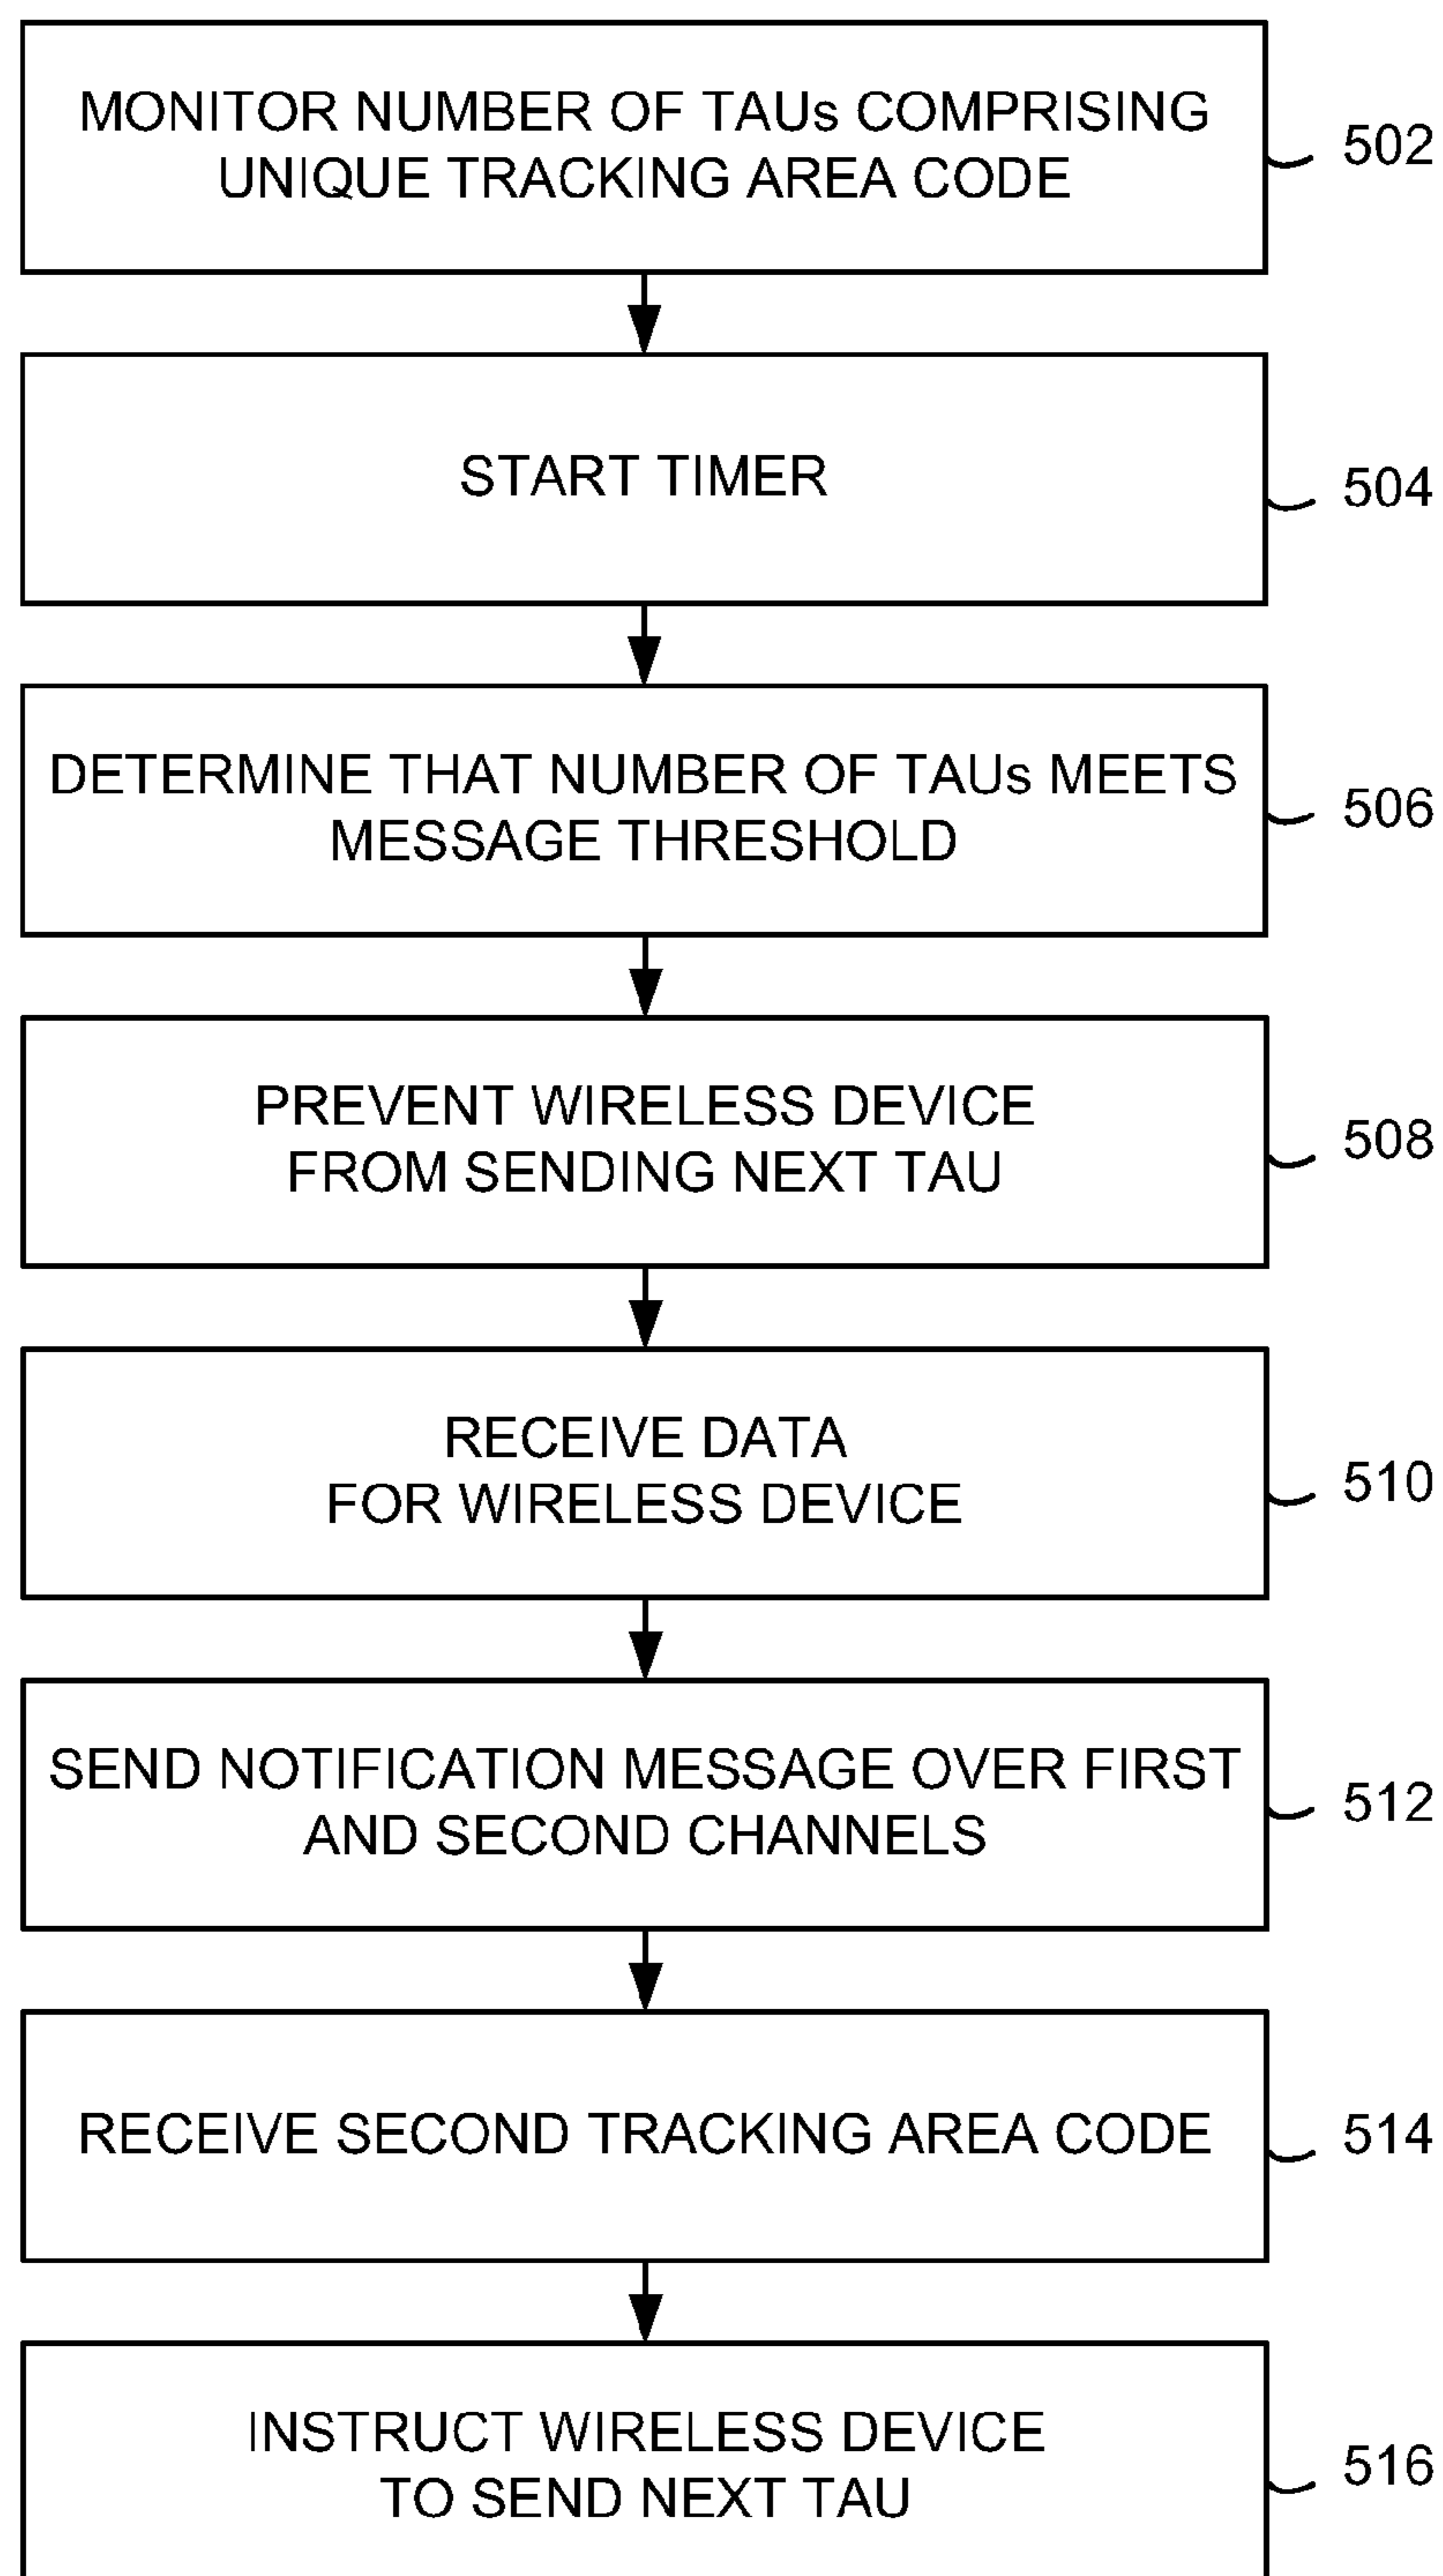 MONITOR NUMBER OF TAUs COMPRISING
UNIQUE TRACKING AREA CODE
502
START TIMER
504
DETERMINE THAT NUMBER OF TAUs MEETS
MESSAGE THRESHOLD
506
PREVENT WIRELESS DEVICE
FROM SENDING NEXT TAU
508
RECEIVE DATA
FOR WIRELESS DEVICE
510
SEND NOTIFICATION MESSAGE OVER FIRST
AND SECOND CHANNELS
512
RECEIVE SECOND TRACKING AREA CODE
514
INSTRUCT WIRELESS DEVICE
TO SEND NEXT TAU
516